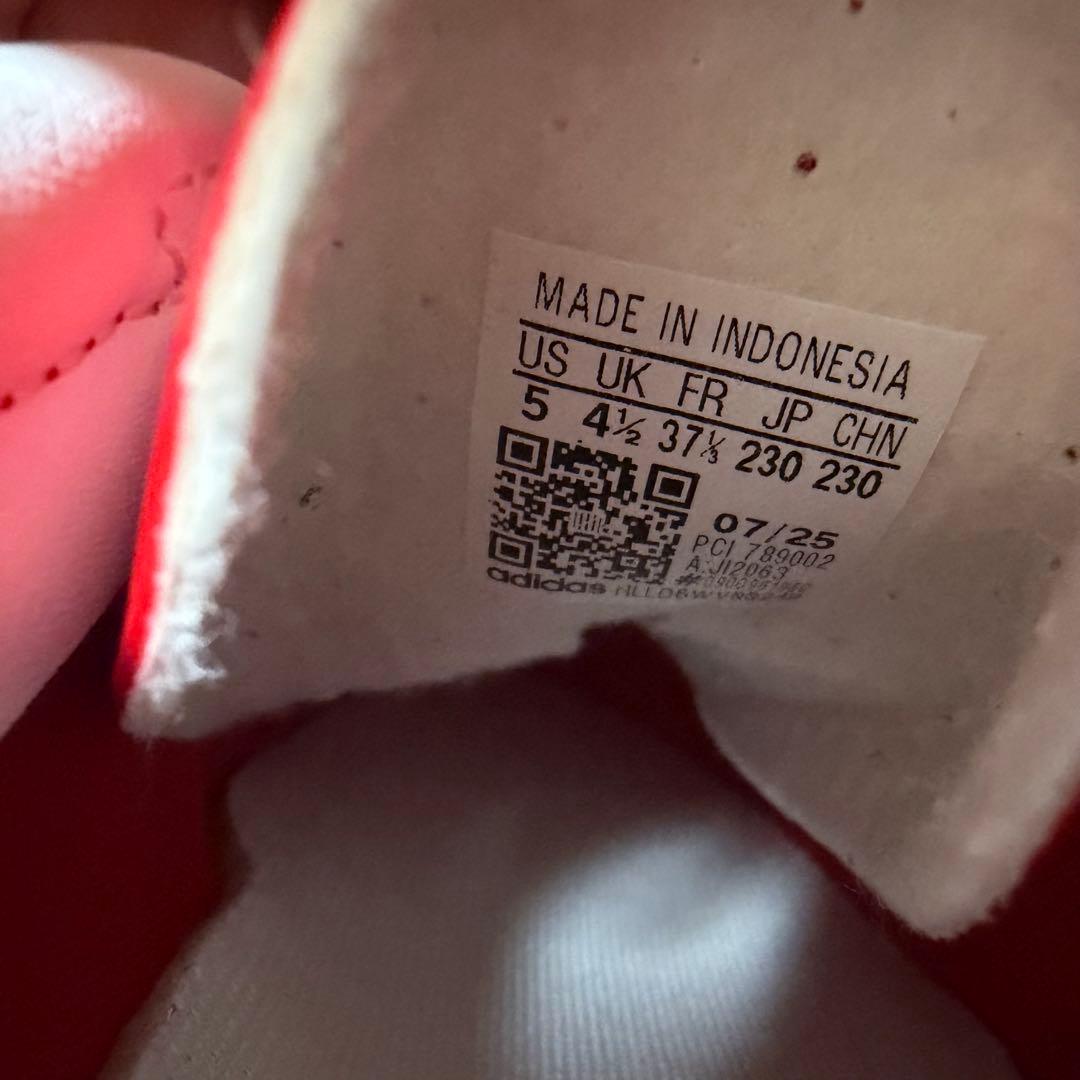 MADE IN INDONESIA
US UK FR JP CHN
5 4½ 37⅓ 230 230
07/25
PCI 789002
A:JI2063
adidas